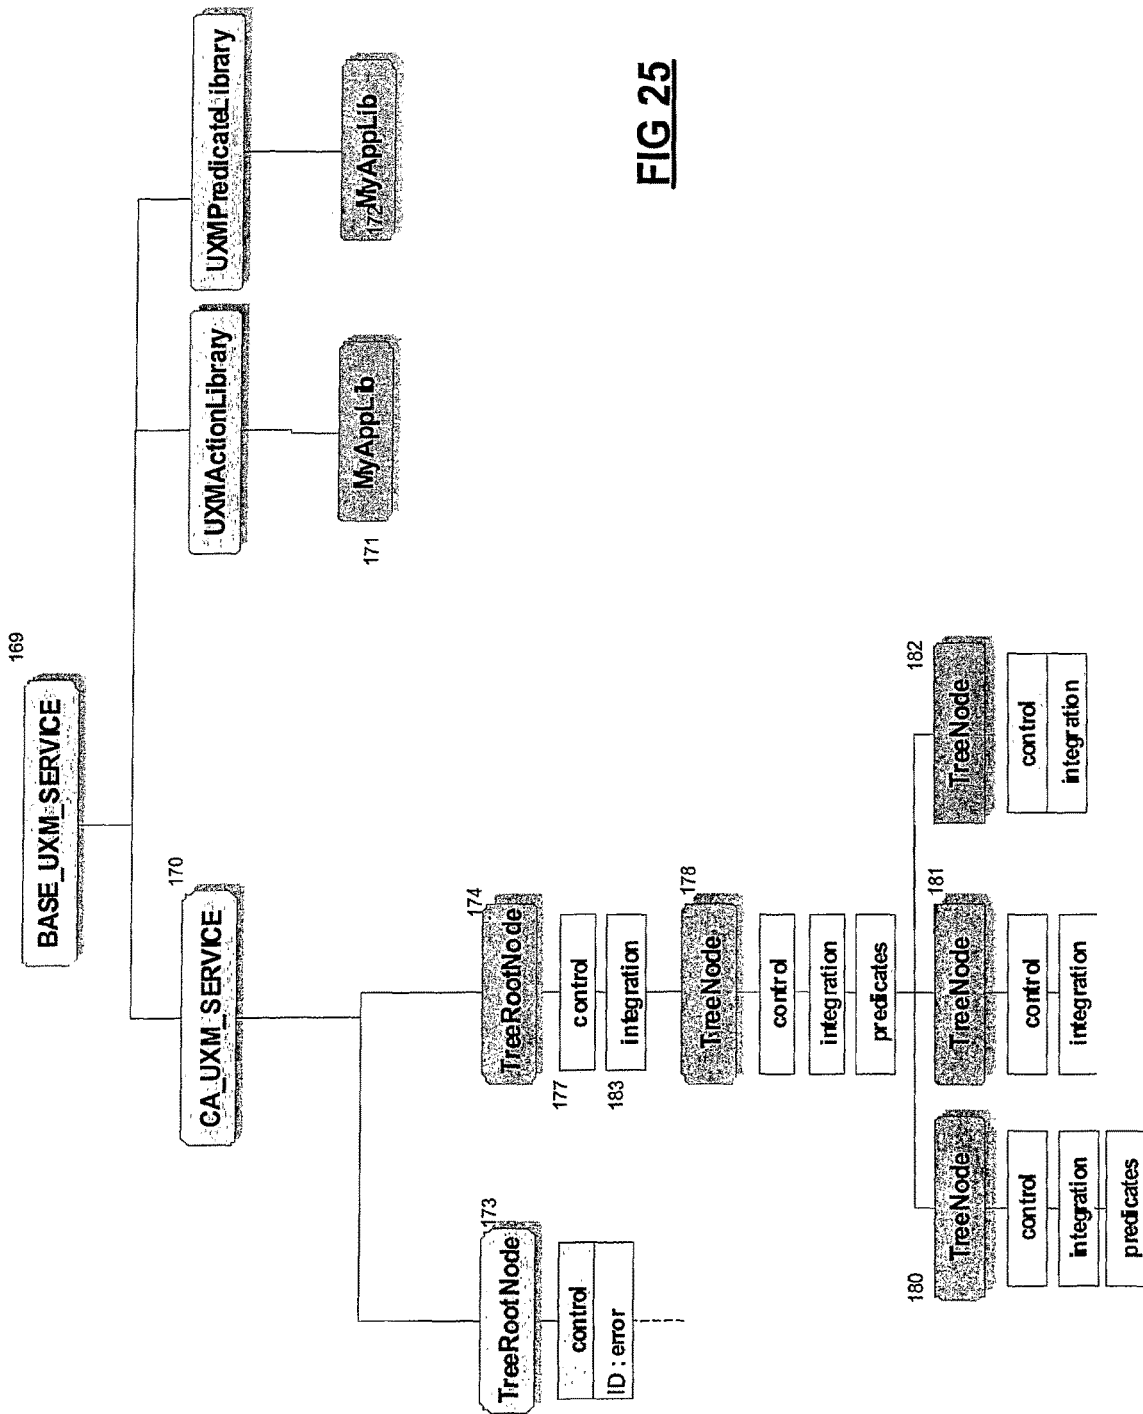 169
BASE_UXM_SERVICE
170
CA_UXM_SERVICE
UXMActionLibrary
UXMPredicateLibrary
171
MyAppLib
172
MyAppLib
173
TreeRootNode
control
ID : error
174
TreeRootNode
177
control
183
integration
178
TreeNode
control
integration
predicates
180
TreeNode
control
integration
predicates
181
TreeNode
control
integration
182
TreeNode
control
integration
FIG 25